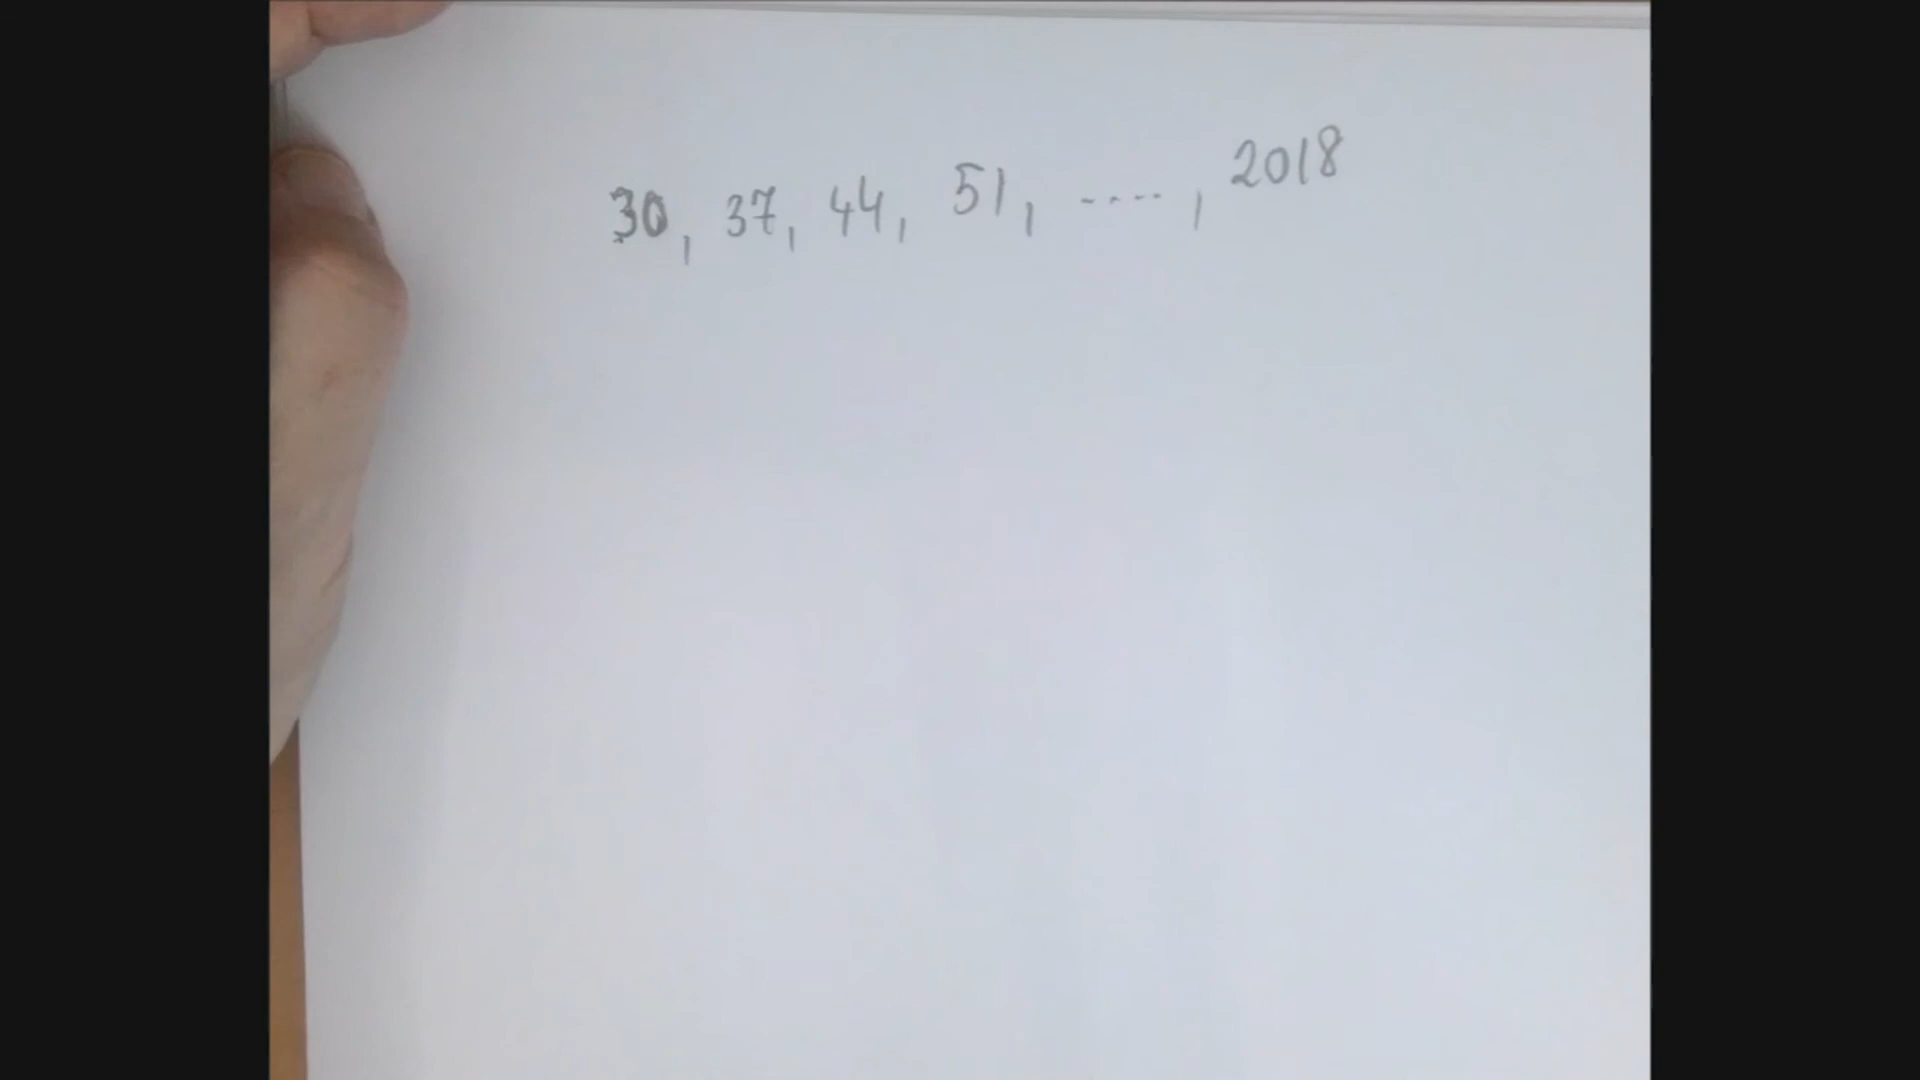 30, 37, 44, 51, ...., 2018